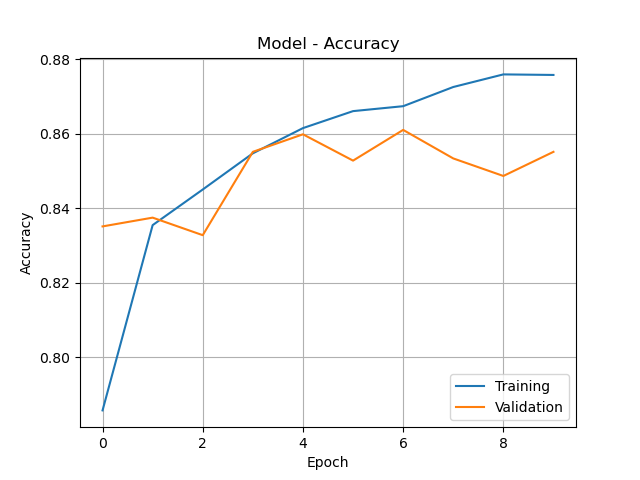 Model - Accuracy
0.88
0.86
0.84
0.82
0.80
Accuracy
0 2 4 6 8
Epoch
Training
Validation